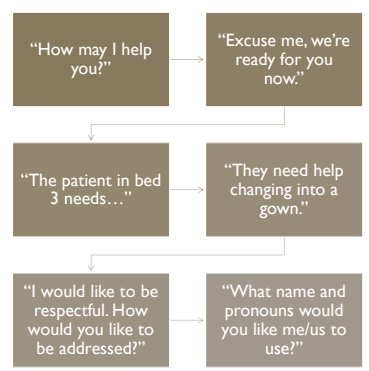 “How may I help
you?”
“Excuse me, we’re
ready for you
now.”
“The patient in bed
3 needs…”
“They need help
changing into a
gown.”
“I would like to be
respectful. How
would you like to
be addressed?”
“What name and
pronouns would
you like me/us to
use?”